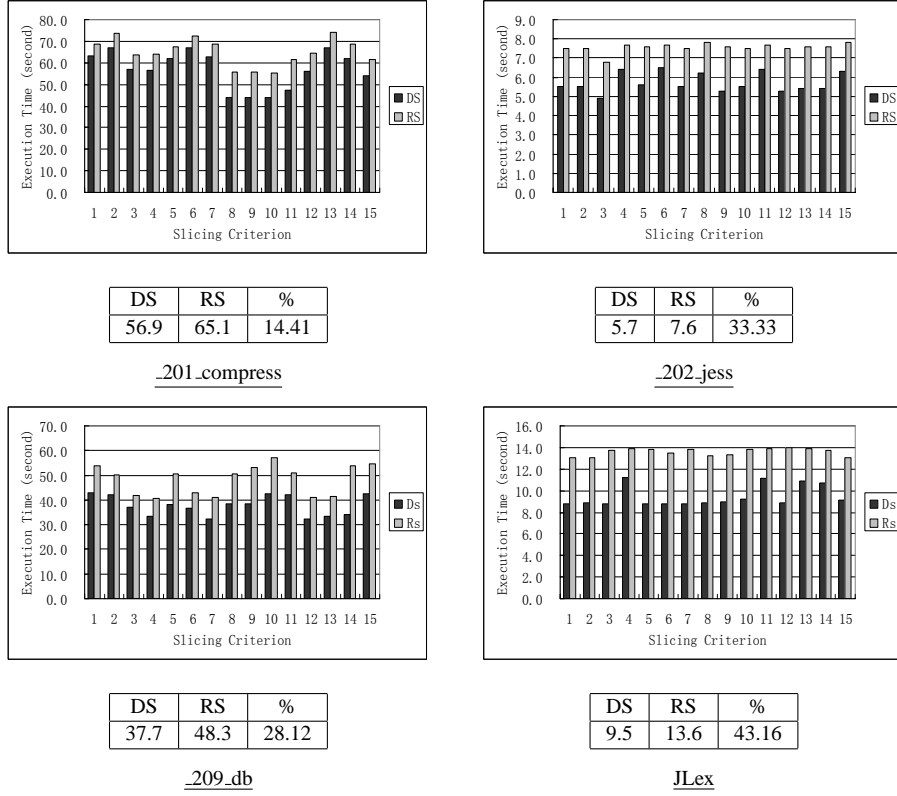 80.0
70.0
60.0
50.0
40.0
30.0
20.0
10.0
0.0
Execution Time (second)
1 2 3 4 5 6 7 8 9 10 11 12 13 14 15
Slicing Criterion
DS
RS
DS RS %
56.9 65.1 14.41
_201_compress
9.0
8.0
7.0
6.0
5.0
4.0
3.0
2.0
1.0
0.0
Execution Time (second)
1 2 3 4 5 6 7 8 9 10 11 12 13 14 15
Slicing Criterion
DS
RS
DS RS %
5.7 7.6 33.33
_202_jess
70.0
60.0
50.0
40.0
30.0
20.0
10.0
0.0
Execution Time (second)
1 2 3 4 5 6 7 8 9 10 11 12 13 14 15
Slicing Criterion
Ds
Rs
DS RS %
37.7 48.3 28.12
_209_db
16.0
14.0
12.0
10.0
8.0
6.0
4.0
2.0
0.0
Execution Time (second)
1 2 3 4 5 6 7 8 9 10 11 12 13 14 15
Slicing Criterion
Ds
Rs
DS RS %
9.5 13.6 43.16
JLex